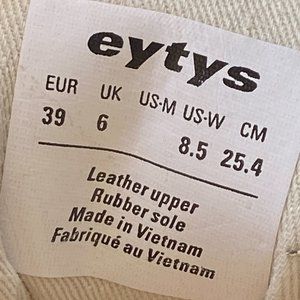 eytys
EUR UK US-M US-W CM
39 6 8.5 25.4
Leather upper
Rubber sole
Made in Vietnam
Fabriqué au Vietnam